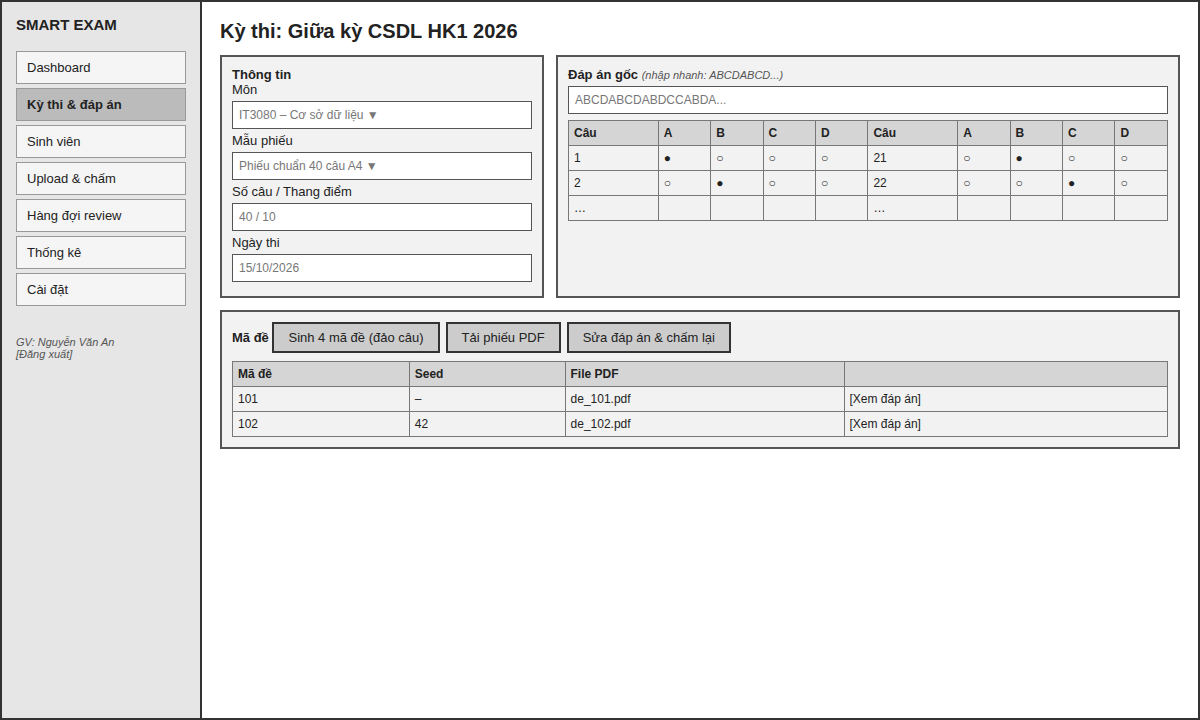 SMART EXAM
Dashboard
Kỳ thi & đáp án
Sinh viên
Upload & chấm
Hàng đợi review
Thống kê
Cài đặt
GV: Nguyễn Văn An
[Đăng xuất]
Kỳ thi: Giữa kỳ CSDL HK1 2026
Thông tin
Môn
IT3080 – Cơ sở dữ liệu ▼
Mẫu phiếu
Phiếu chuẩn 40 câu A4 ▼
Số câu / Thang điểm
40 / 10
Ngày thi
15/10/2026
Đáp án gốc (nhập nhanh: ABCDABCD...)
ABCDABCDABDCCABDA...
Câu A B C D Câu A B C D
1 ● ○ ○ ○ 21 ○ ● ○ ○
2 ○ ● ○ ○ 22 ○ ○ ● ○
… …
Mã đề Sinh 4 mã đề (đảo câu) Tải phiếu PDF Sửa đáp án & chấm lại
Mã đề Seed File PDF
101 – de_101.pdf [Xem đáp án]
102 42 de_102.pdf [Xem đáp án]